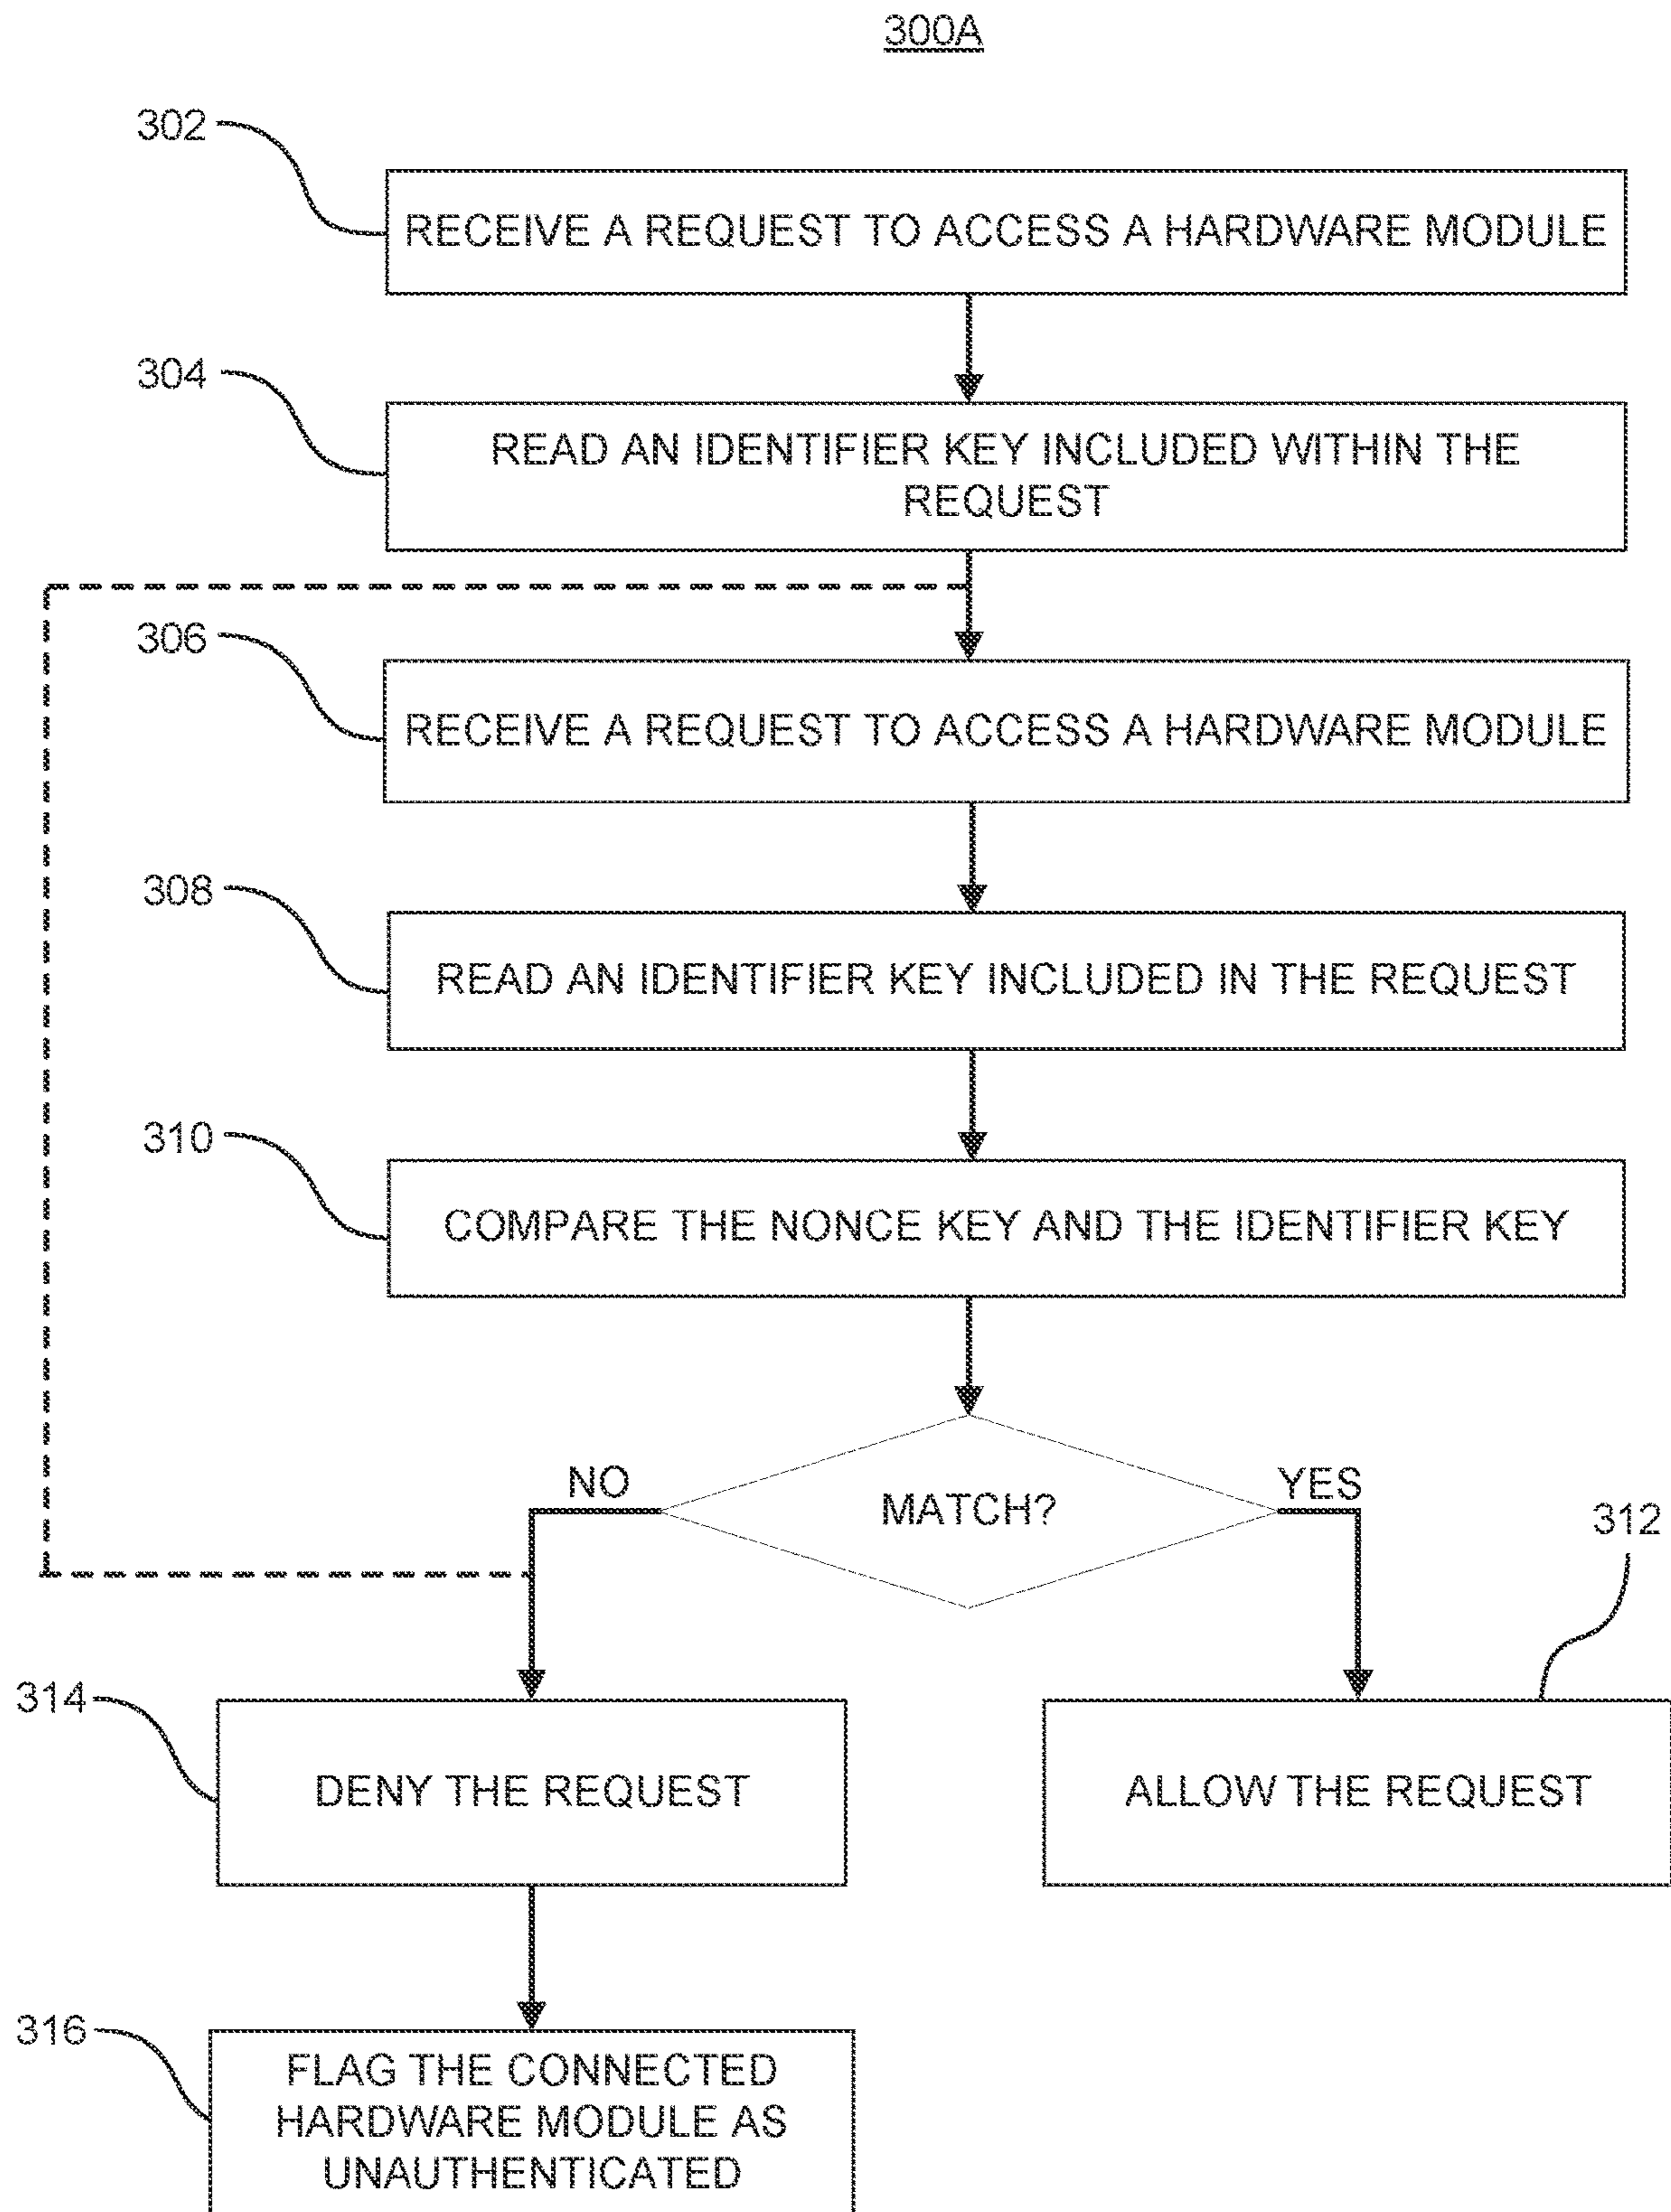 300A
302
RECEIVE A REQUEST TO ACCESS A HARDWARE MODULE
304
READ AN IDENTIFIER KEY INCLUDED WITHIN THE
REQUEST
306
RECEIVE A REQUEST TO ACCESS A HARDWARE MODULE
308
READ AN IDENTIFIER KEY INCLUDED IN THE REQUEST
310
COMPARE THE NONCE KEY AND THE IDENTIFIER KEY
NO
MATCH?
YES
312
314
DENY THE REQUEST
ALLOW THE REQUEST
316
FLAG THE CONNECTED
HARDWARE MODULE AS
UNAUTHENTICATED